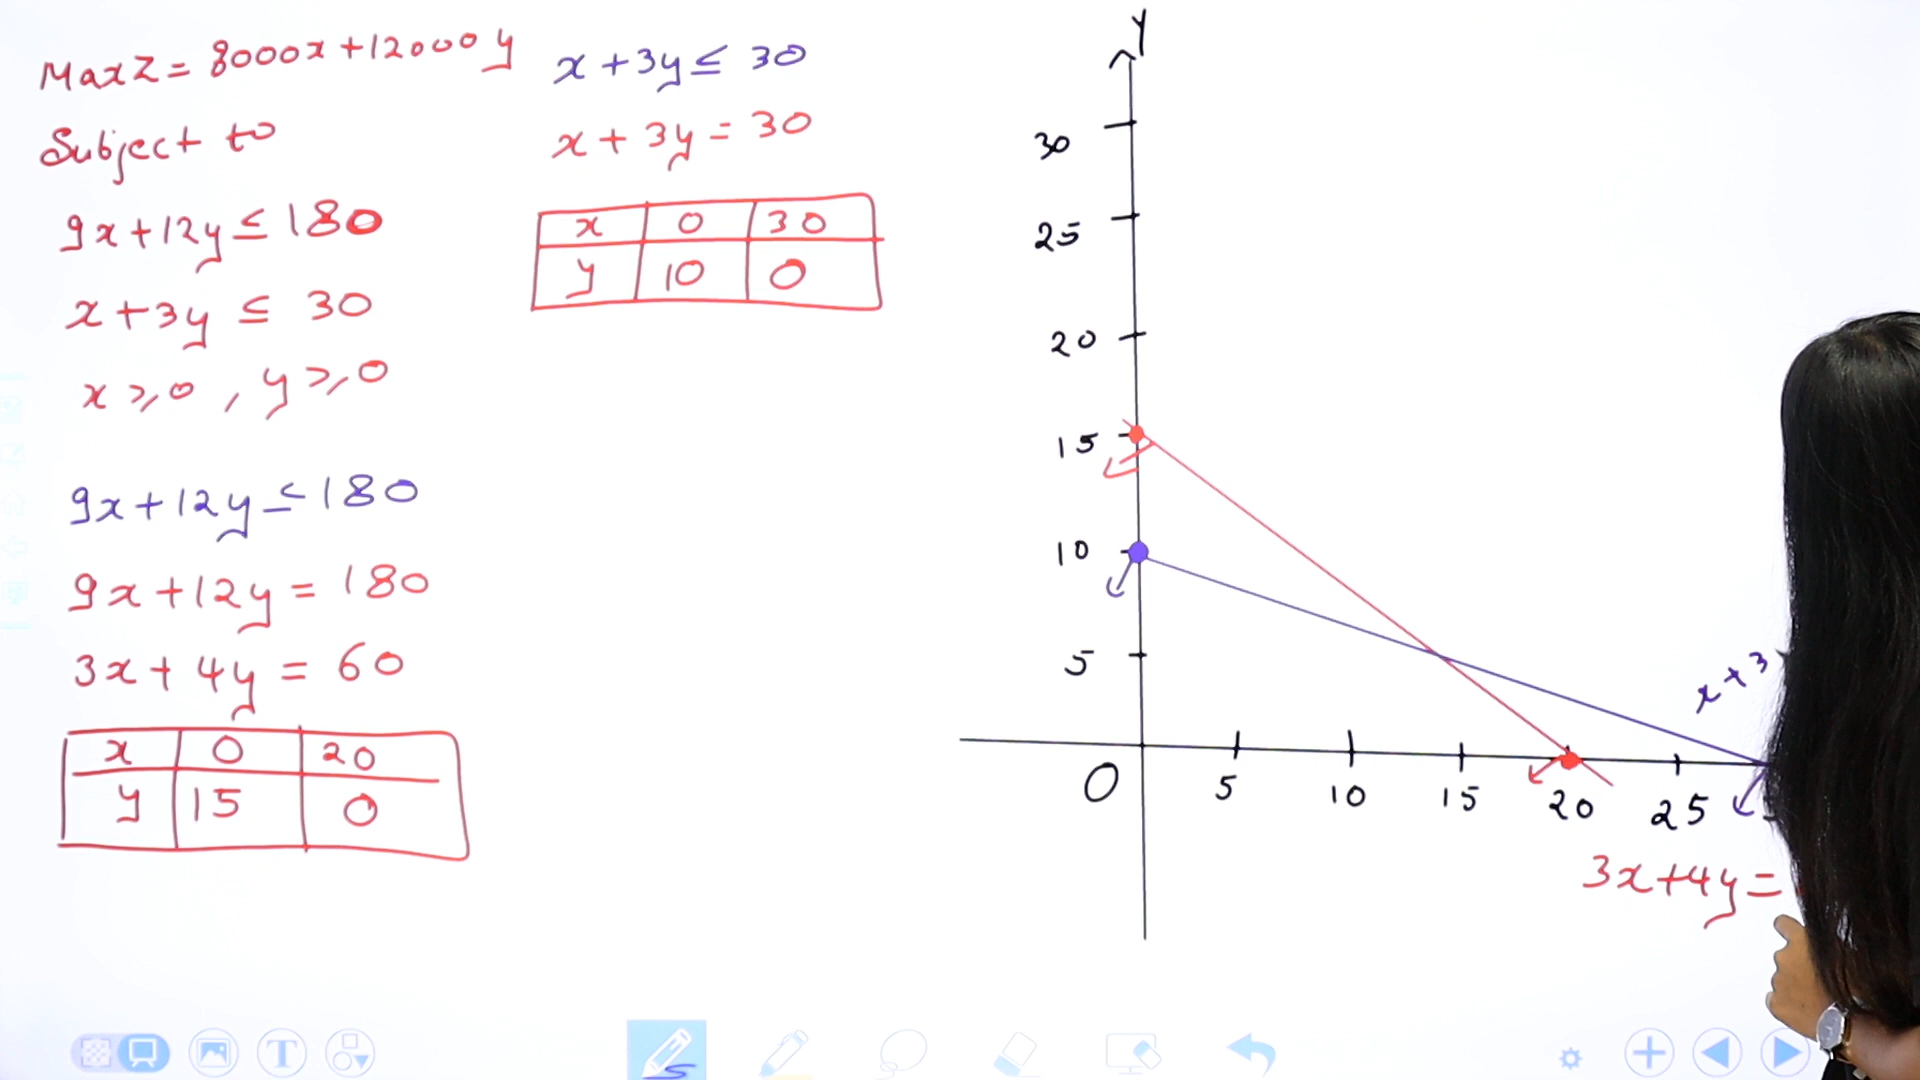 Max Z = 8000x + 12000y
Subject to
9x + 12y ≤ 180
x + 3y ≤ 30
x ≥ 0 , y ≥ 0
9x + 12y ≤ 180
9x + 12y = 180
3x + 4y = 60
x 0 20
y 15 0
x + 3y ≤ 30
x + 3y = 30
x 0 30
y 10 0
Y
30
25
20
15
10
5
O 5 10 15 20 25
x + 3
3x + 4y =
T